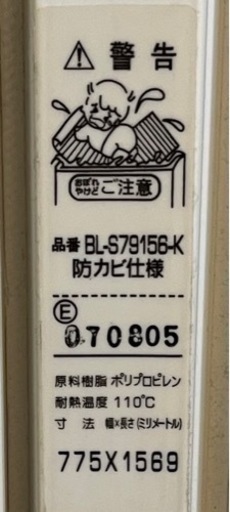 警告
おぼれ
やけど ご注意
品番 BL-S79156-K
防カビ仕様
Ⓔ
070805
原料樹脂 ポリプロピレン
耐熱温度 110℃
寸法 幅×長さ(ミリメートル)
775X1569